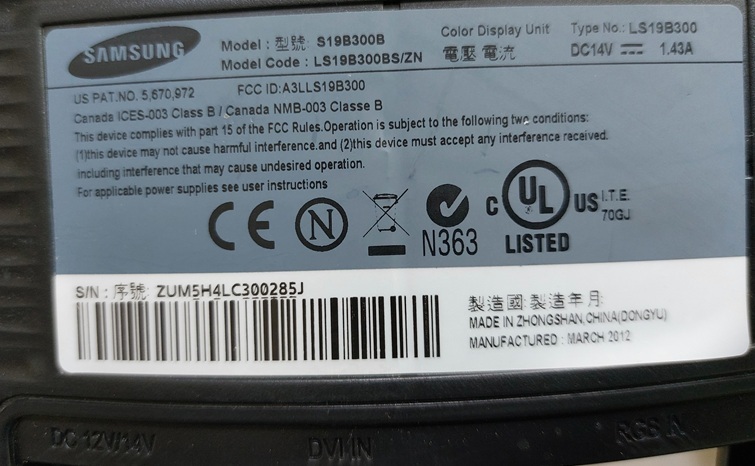 SAMSUNG
Model : 型號 S19B300B
Model Code : LS19B300BS/ZN
Color Display Unit
電壓 電流
Type No.: LS19B300
DC14V ⎓ 1.43A
US PAT.NO. 5,670,972
FCC ID:A3LLS19B300
Canada ICES-003 Class B / Canada NMB-003 Classe B
This device complies with part 15 of the FCC Rules.Operation is subject to the following two conditions:
(1)this device may not cause harmful interference.and (2)this device must accept any interference received.
including interference that may cause undesired operation.
For applicable power supplies see user instructions
CE N N363 C UL US LISTED
I.T.E.
70GJ
S/N : 序號: ZUM5H4LC300285J
製造國 製造年月
MADE IN ZHONGSHAN,CHINA(DONGYU)
MANUFACTURED : MARCH 2012
DC 12V/14V
DVI IN
RGB IN